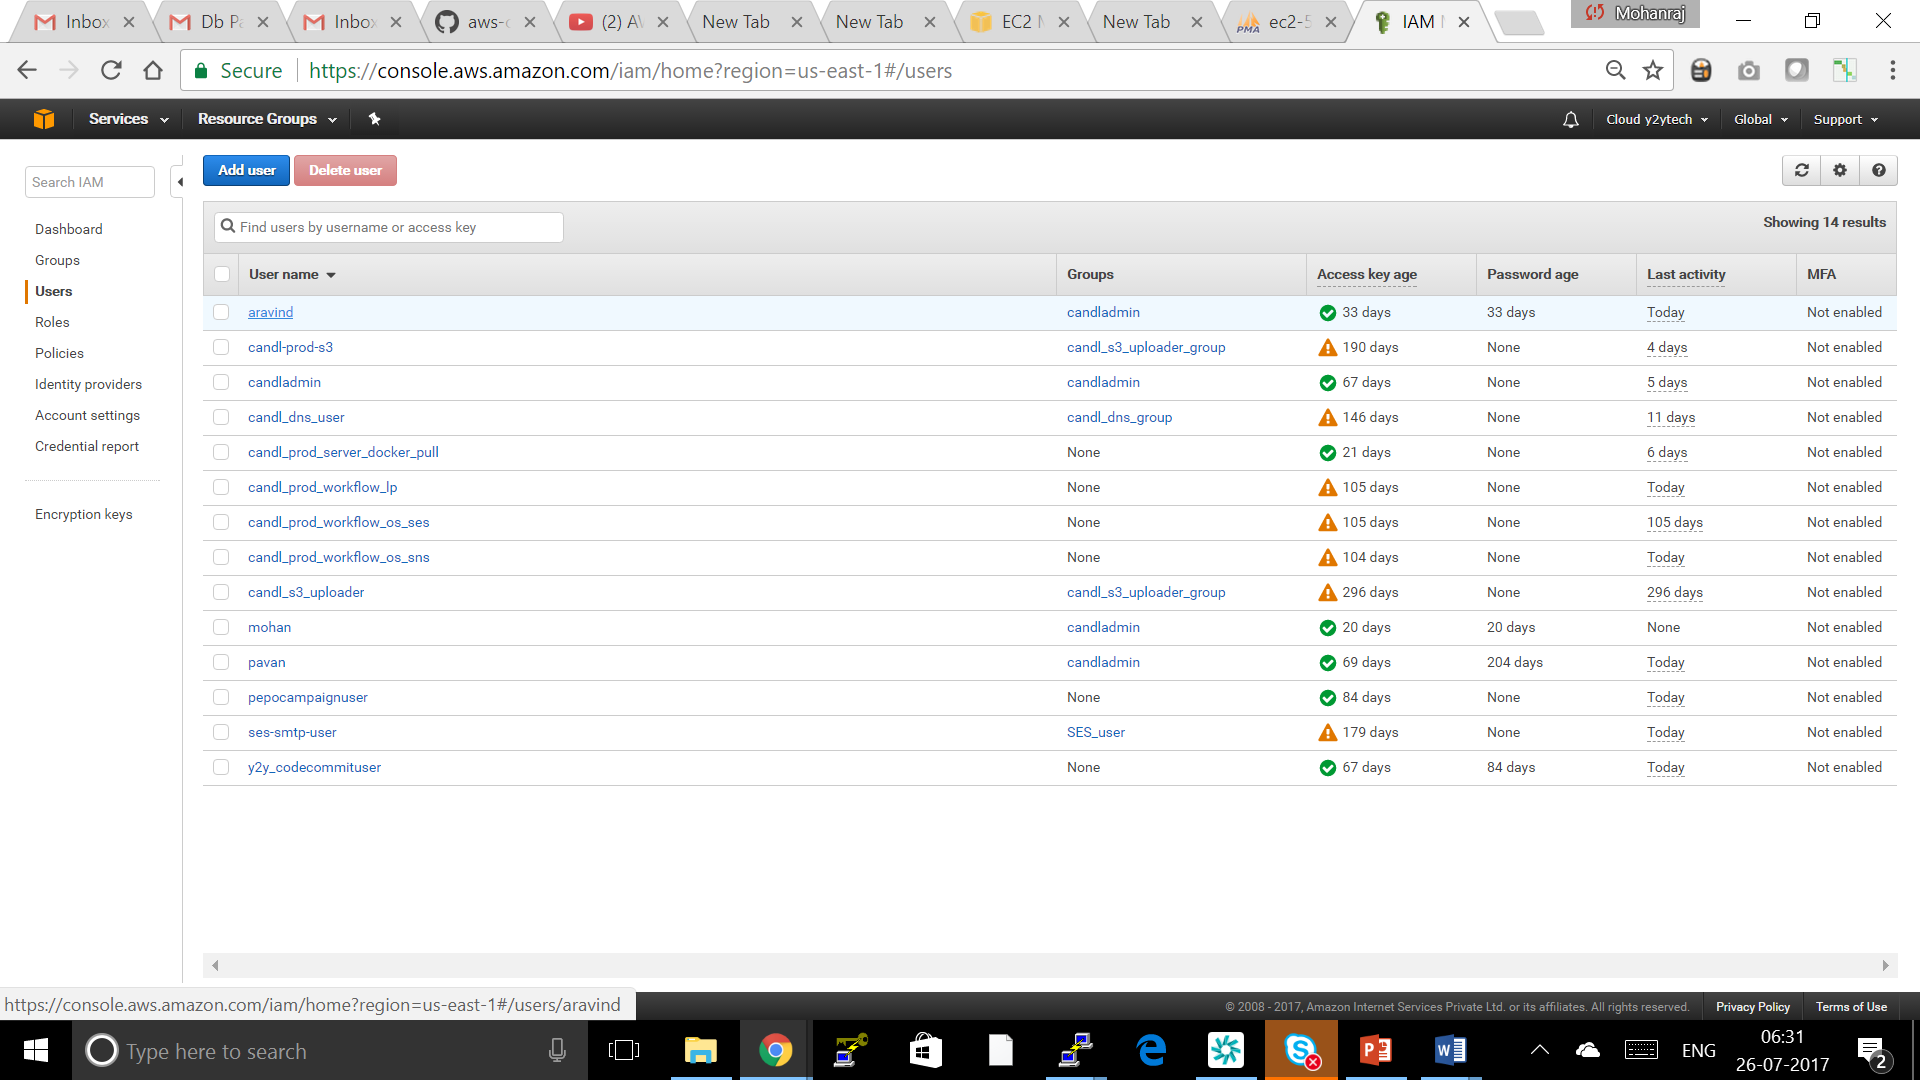 Inbox Db Pa Inbox aws-c (2) AW New Tab New Tab EC2 M New Tab PMA ec2-5 IAM M Mohanraj
Secure https://console.aws.amazon.com/iam/home?region=us-east-1#/users
Services Resource Groups Cloud y2ytech Global Support
Search IAM
Dashboard
Groups
Users
Roles
Policies
Identity providers
Account settings
Credential report
Encryption keys
Add user Delete user
Find users by username or access key Showing 14 results
User name Groups Access key age Password age Last activity MFA
aravind candladmin 33 days 33 days Today Not enabled
candl-prod-s3 candl_s3_uploader_group 190 days None 4 days Not enabled
candladmin candladmin 67 days None 5 days Not enabled
candl_dns_user candl_dns_group 146 days None 11 days Not enabled
candl_prod_server_docker_pull None 21 days None 6 days Not enabled
candl_prod_workflow_lp None 105 days None Today Not enabled
candl_prod_workflow_os_ses None 105 days None 105 days Not enabled
candl_prod_workflow_os_sns None 104 days None Today Not enabled
candl_s3_uploader candl_s3_uploader_group 296 days None 296 days Not enabled
mohan candladmin 20 days 20 days None Not enabled
pavan candladmin 69 days 204 days Today Not enabled
pepocampaignuser None 84 days None Today Not enabled
ses-smtp-user SES_user 179 days None Today Not enabled
y2y_codecommituser None 67 days 84 days Today Not enabled
https://console.aws.amazon.com/iam/home?region=us-east-1#/users/aravind
© 2008 - 2017, Amazon Internet Services Private Ltd. or its affiliates. All rights reserved. Privacy Policy Terms of Use
Type here to search ENG 06:31
26-07-2017 2